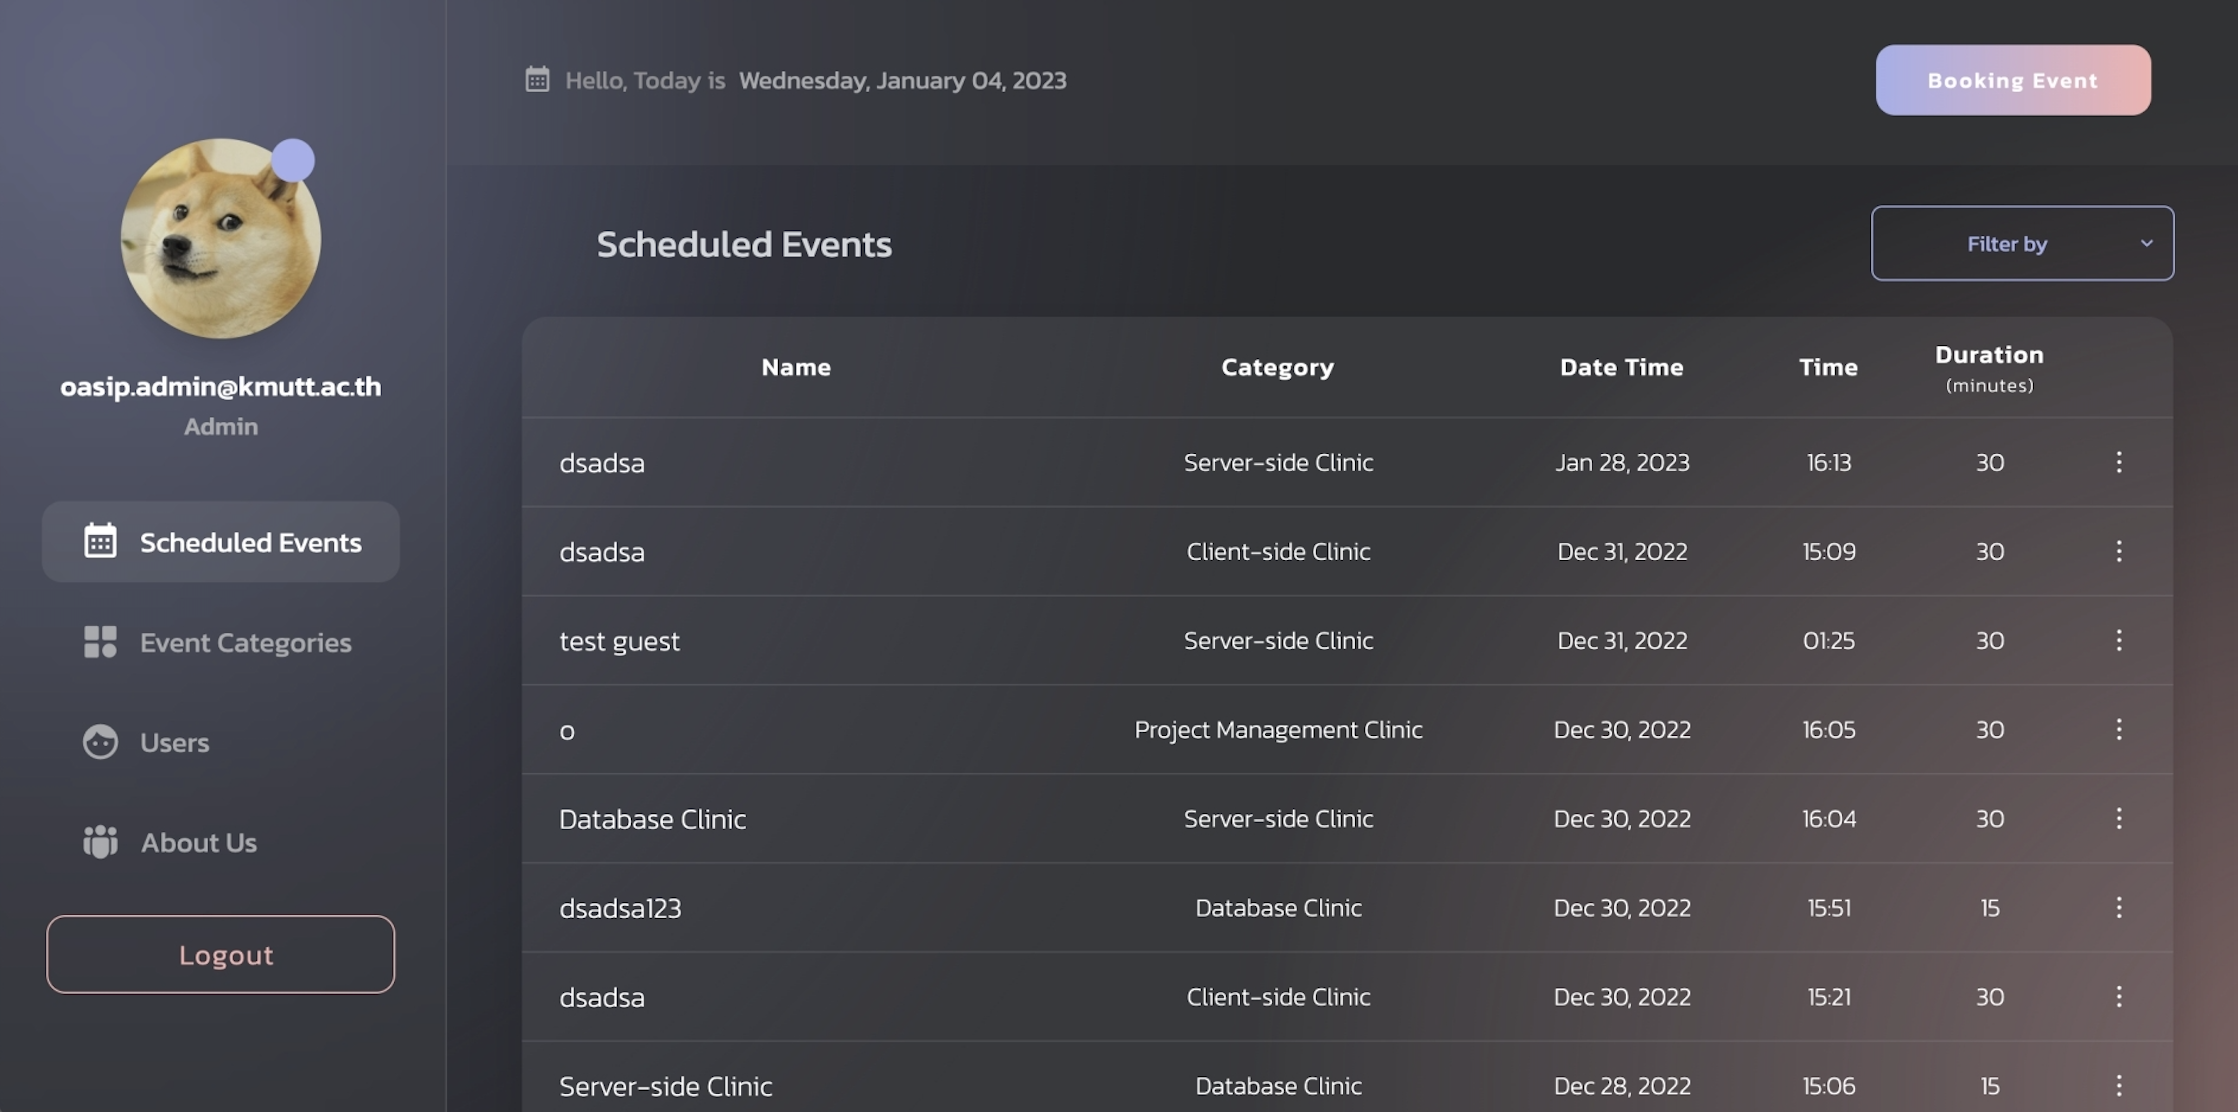 Hello, Today is Wednesday, January 04, 2023
Booking Event
oasip.admin@kmutt.ac.th
Admin
Scheduled Events
Event Categories
Users
About Us
Logout
Scheduled Events
Filter by
Name Category Date Time Time Duration
(minutes)
dsadsa Server-side Clinic Jan 28, 2023 16:13 30
dsadsa Client-side Clinic Dec 31, 2022 15:09 30
test guest Server-side Clinic Dec 31, 2022 01:25 30
o Project Management Clinic Dec 30, 2022 16:05 30
Database Clinic Server-side Clinic Dec 30, 2022 16:04 30
dsadsa123 Database Clinic Dec 30, 2022 15:51 15
dsadsa Client-side Clinic Dec 30, 2022 15:21 30
Server-side Clinic Database Clinic Dec 28, 2022 15:06 15